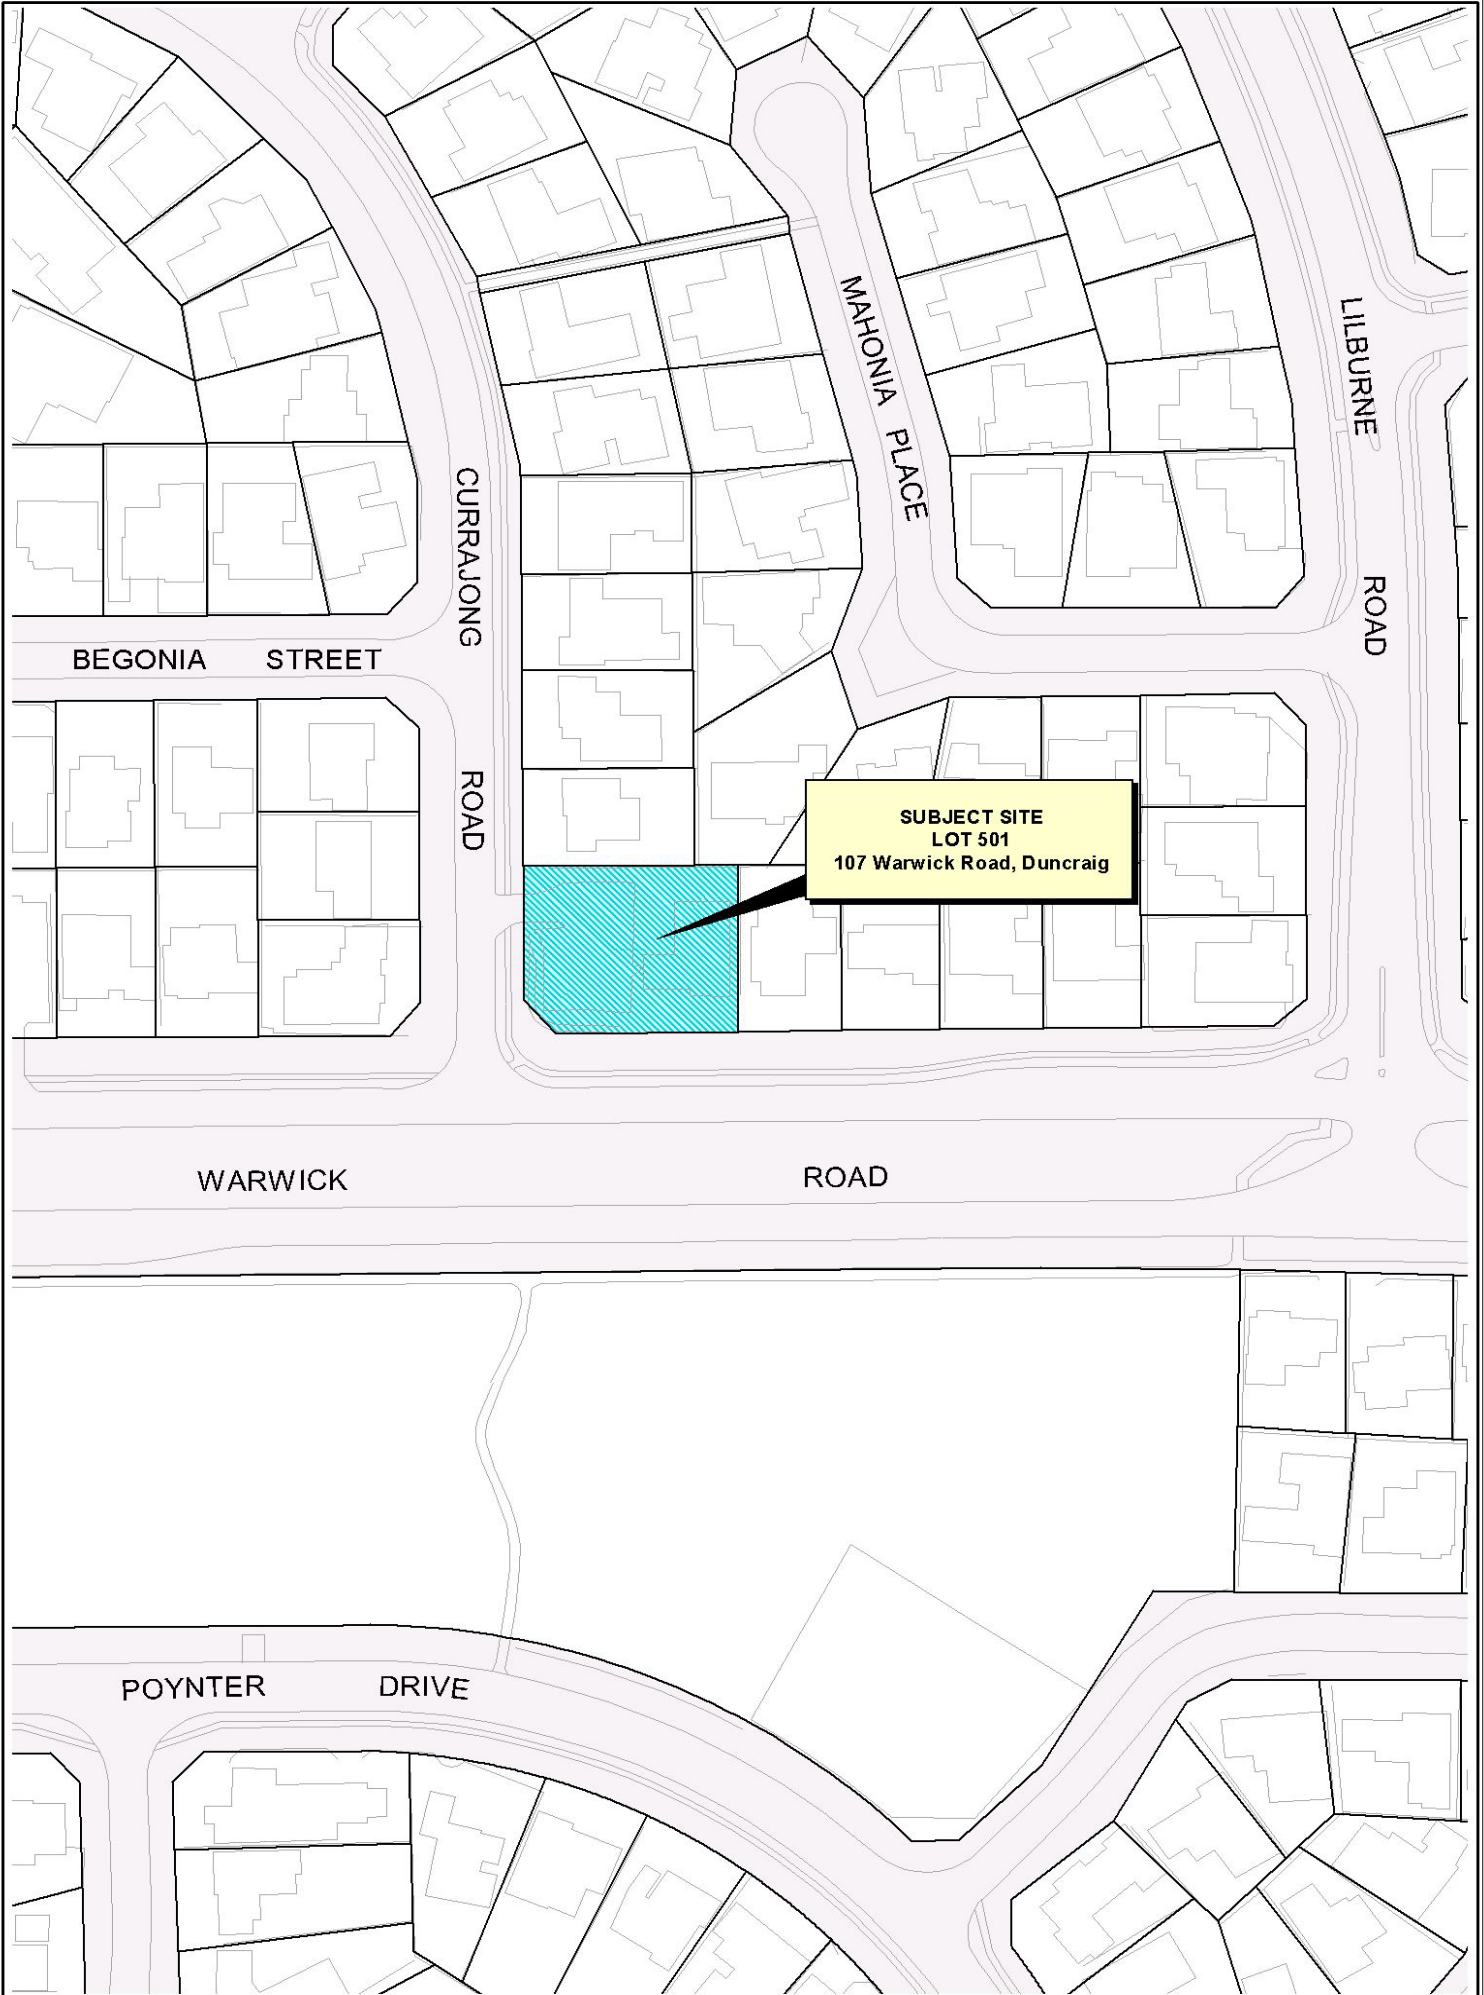 MAHONIA PLACE
LILBURNE
ROAD
CURRAJONG
ROAD
BEGONIA STREET
SUBJECT SITE
LOT 501
107 Warwick Road, Duncraig
WARWICK ROAD
POYNTER DRIVE